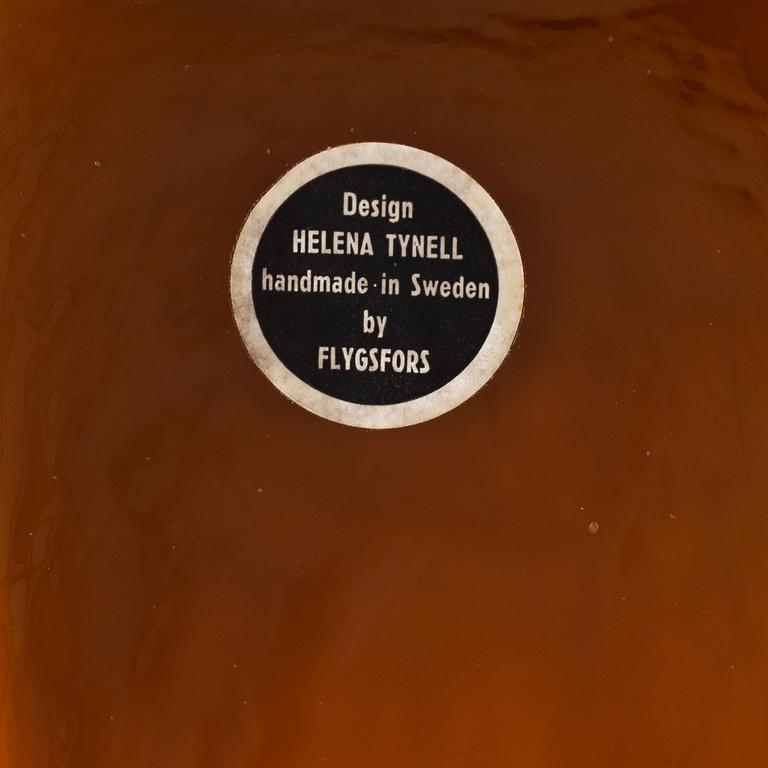 Design
HELENA TYNELL
handmade·in Sweden
by
FLYGSFORS